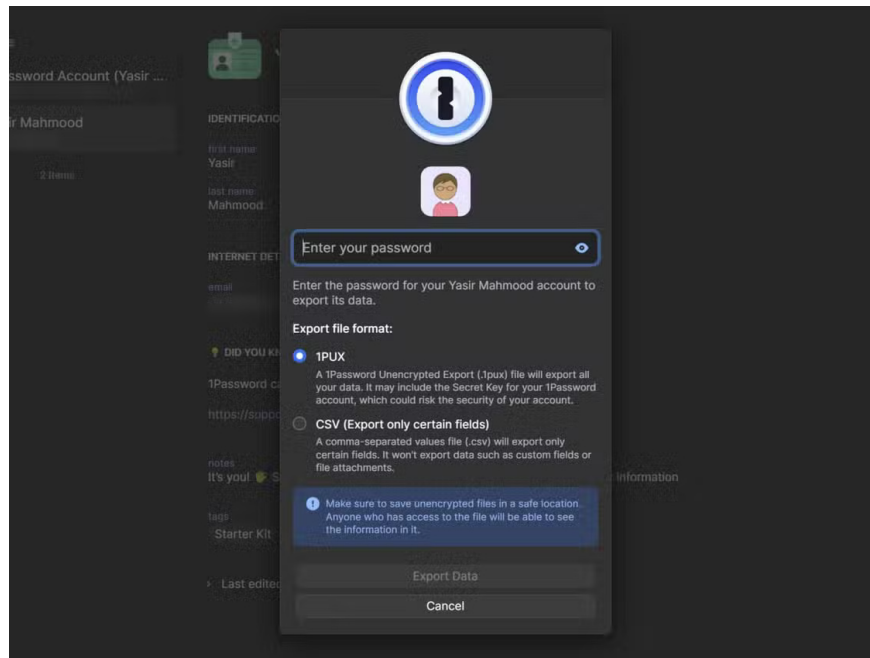 ssword Account (Yasir ...
ir Mahmood
2 items
IDENTIFICATIO
first name
Yasir
last name
Mahmood
INTERNET DET
email
DID YOU KN
1Password ca
https://suppo
notes
It's you! 👋 S
information
tags
Starter Kit
Last edited
Enter your password
Enter the password for your Yasir Mahmood account to
export its data.
Export file format:
1PUX
A 1Password Unencrypted Export (.1pux) file will export all
your data. It may include the Secret Key for your 1Password
account, which could risk the security of your account.
CSV (Export only certain fields)
A comma-separated values file (.csv) will export only
certain fields. It won't export data such as custom fields or
file attachments.
Make sure to save unencrypted files in a safe location.
Anyone who has access to the file will be able to see
the information in it.
Export Data
Cancel